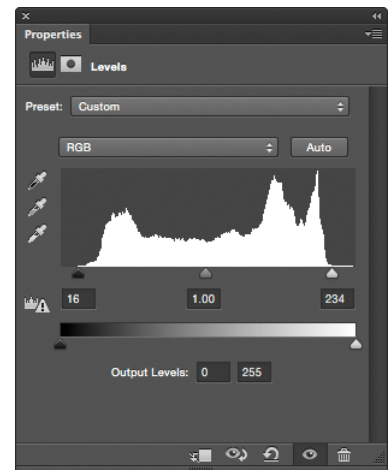 Properties
Levels
Preset: Custom
RGB Auto
16 1.00 234
Output Levels: 0 255